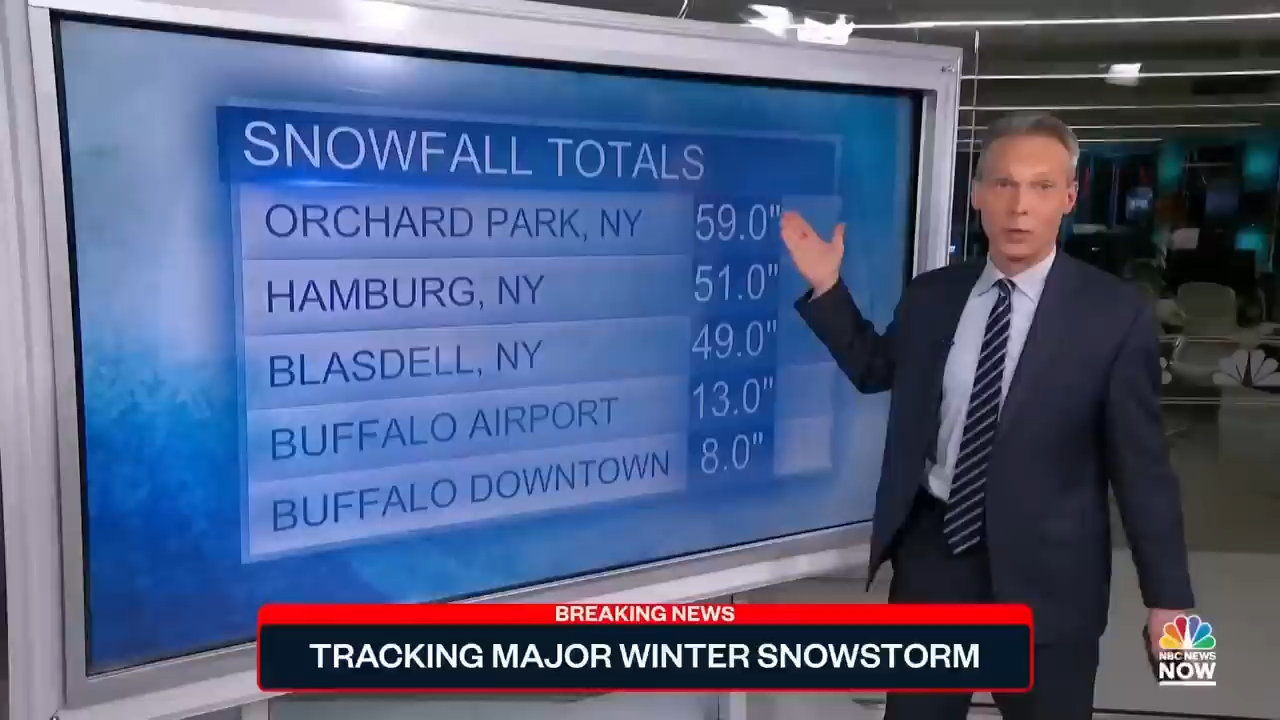 SNOWFALL TOTALS
ORCHARD PARK, NY 59.0"
HAMBURG, NY 51.0"
BLASDELL, NY 49.0"
BUFFALO AIRPORT 13.0"
BUFFALO DOWNTOWN 8.0"
BREAKING NEWS
TRACKING MAJOR WINTER SNOWSTORM
NBC NEWS
NOW